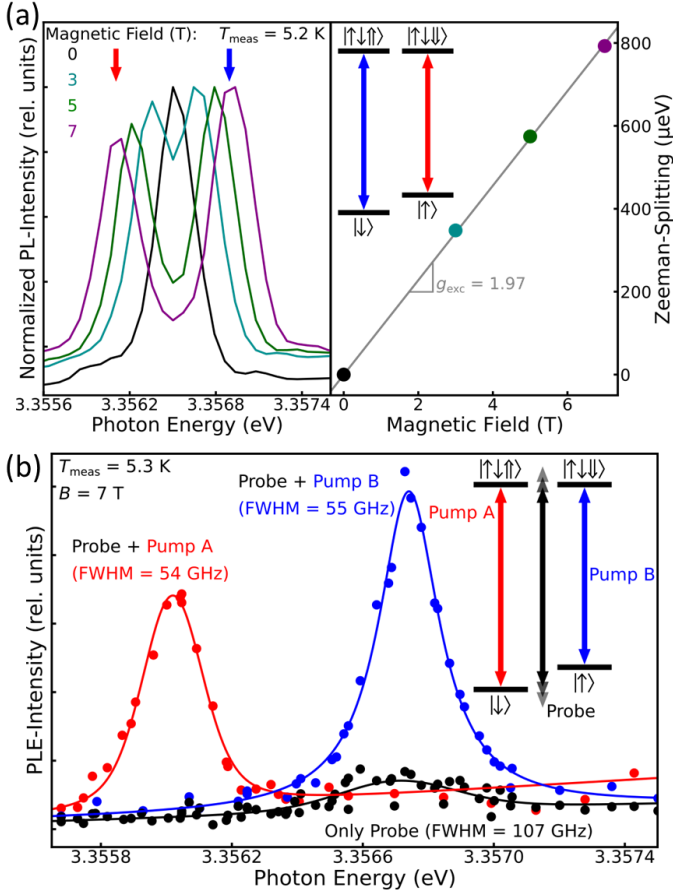 (a)
Magnetic Field (T):
T_meas = 5.2 K
0
3
5
7
Normalized PL-Intensity (rel. units)
3.3556
3.3562
3.3568
3.3574
Photon Energy (eV)
|↑↓⇑⟩
|↑↓⇓⟩
|↓⟩
|↑⟩
g_exc = 1.97
0
2
4
6
Magnetic Field (T)
800
600
400
200
0
Zeeman-Splitting (μeV)
(b)
T_meas = 5.3 K
B = 7 T
Probe + Pump B
(FWHM = 55 GHz)
Probe + Pump A
(FWHM = 54 GHz)
|↑↓⇑⟩
|↑↓⇓⟩
Pump A
Pump B
|↓⟩
|↑⟩
Probe
Only Probe (FWHM = 107 GHz)
PLE-Intensity (rel. units)
3.3558
3.3562
3.3566
3.3570
3.3574
Photon Energy (eV)